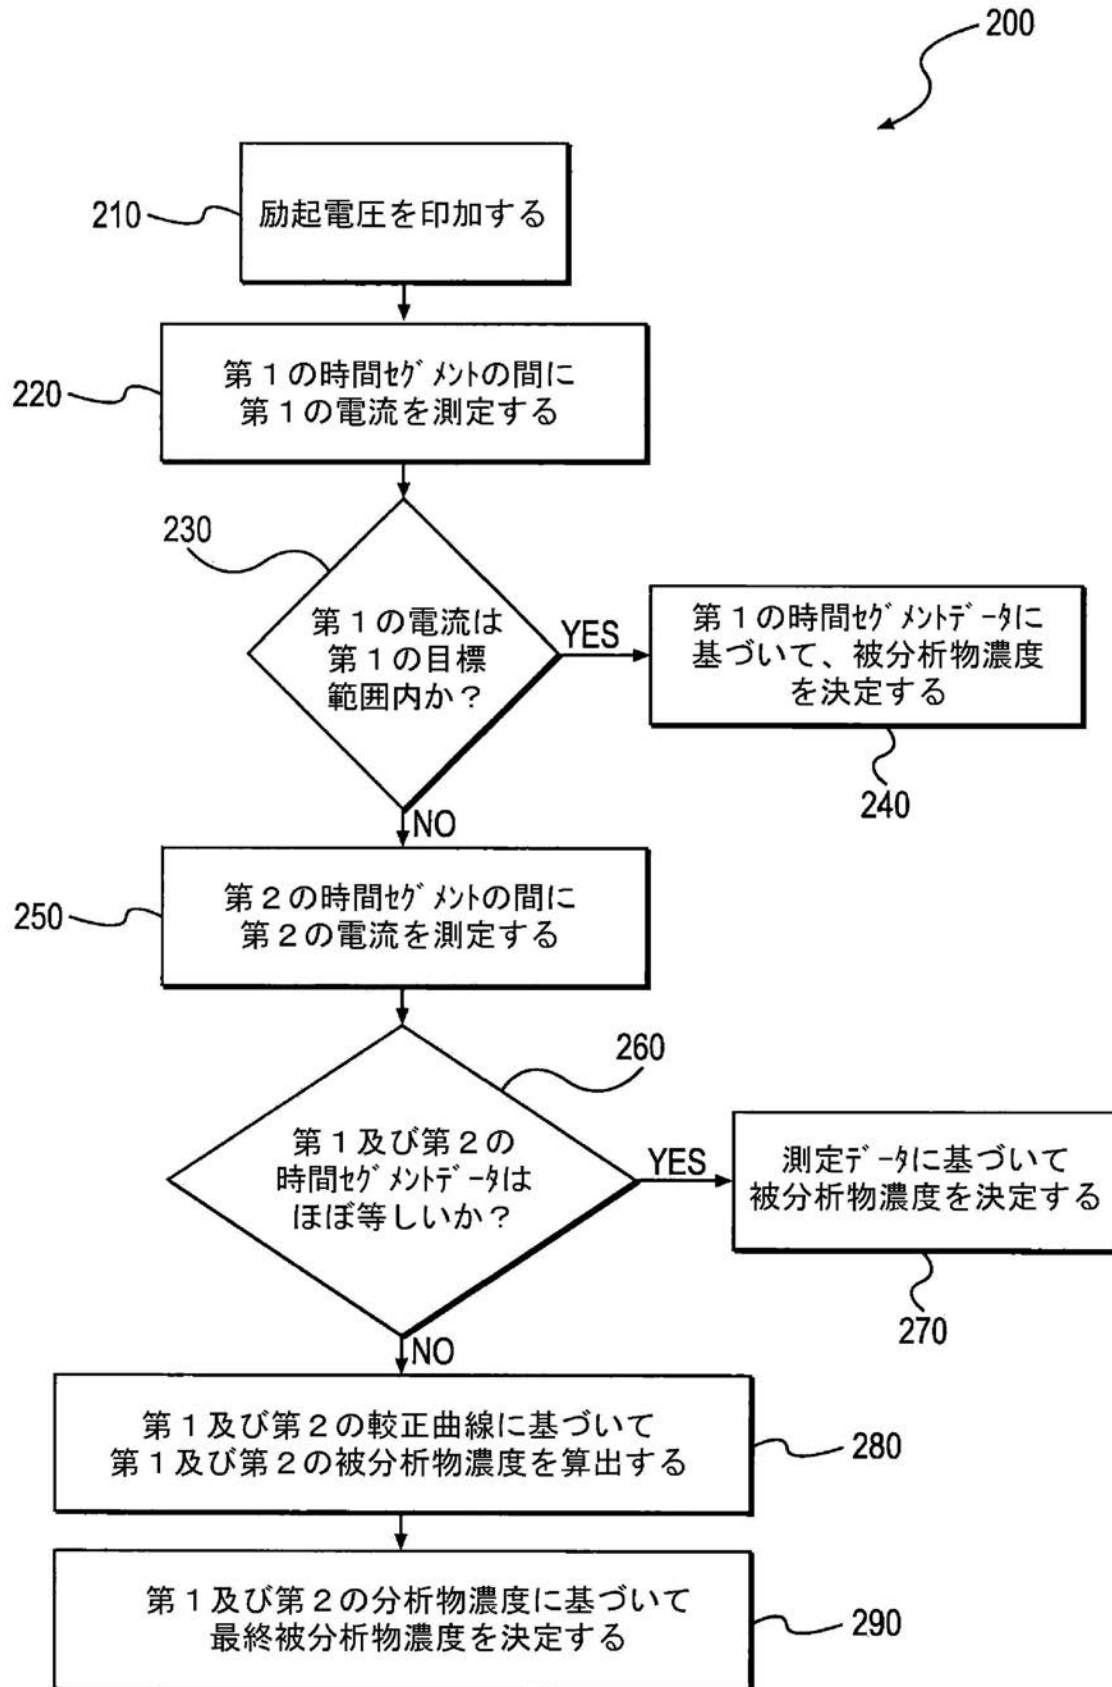 200
210
励起電圧を印加する
220
第１の時間ｾｸﾞﾒﾝﾄの間に
第１の電流を測定する
230
第１の電流は
第１の目標
範囲内か？
YES
第１の時間ｾｸﾞﾒﾝﾄﾃﾞｰﾀに
基づいて、被分析物濃度
を決定する
240
NO
250
第２の時間ｾｸﾞﾒﾝﾄの間に
第２の電流を測定する
260
第１及び第２の
時間ｾｸﾞﾒﾝﾄﾃﾞｰﾀは
ほぼ等しいか？
YES
測定ﾃﾞｰﾀに基づいて
被分析物濃度を決定する
270
NO
第１及び第２の較正曲線に基づいて
第１及び第２の被分析物濃度を算出する
280
第１及び第２の分析物濃度に基づいて
最終被分析物濃度を決定する
290